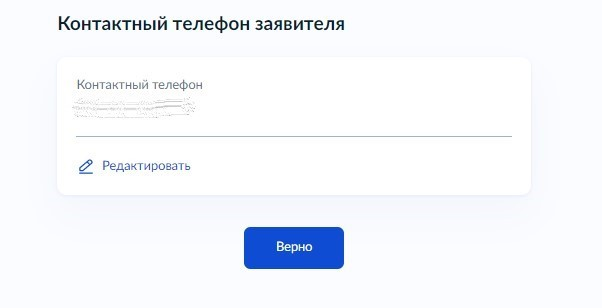 Контактный телефон заявителя
Контактный телефон
Редактировать
Верно